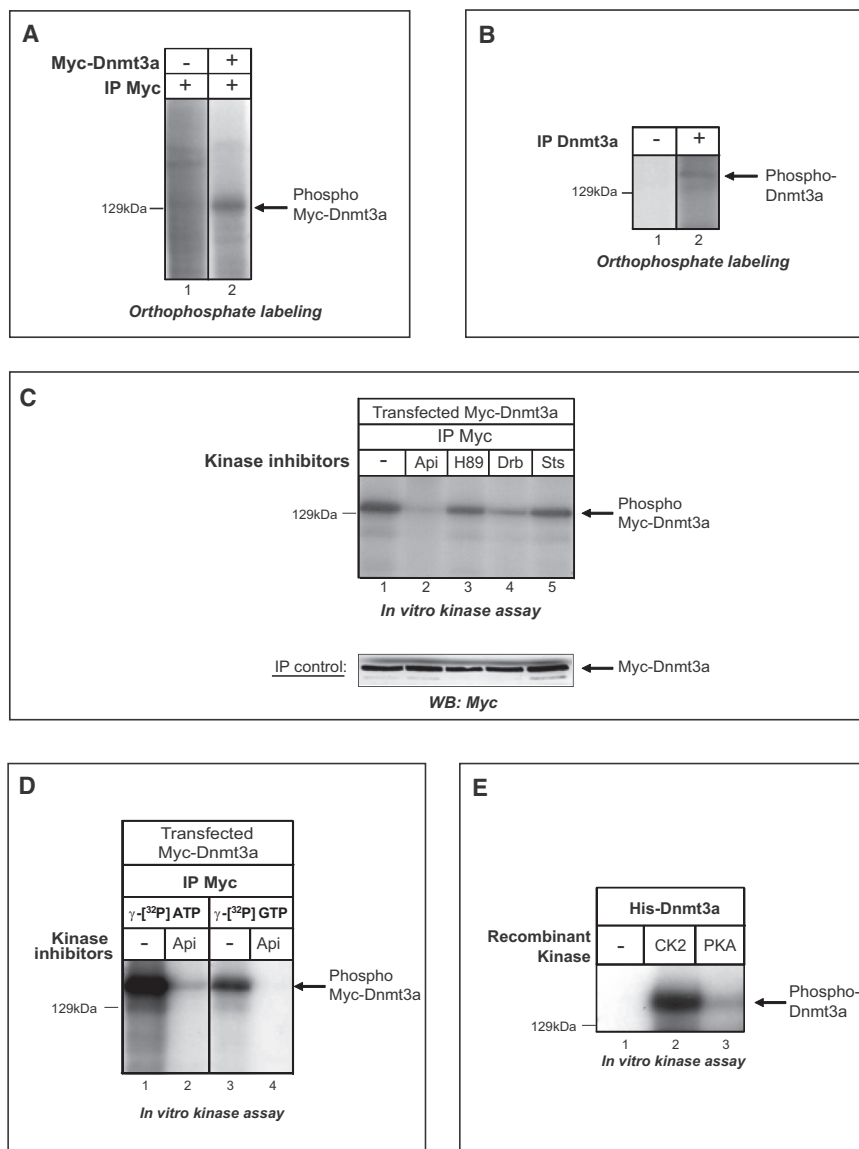 A
Myc-Dnmt3a - +
IP Myc + +
129kDa
Phospho
Myc-Dnmt3a
1 2
Orthophosphate labeling
B
IP Dnmt3a - +
129kDa
Phospho-
Dnmt3a
1 2
Orthophosphate labeling
C
Transfected Myc-Dnmt3a
IP Myc
Kinase inhibitors - Api H89 Drb Sts
129kDa
Phospho
Myc-Dnmt3a
1 2 3 4 5
In vitro kinase assay
IP control:
Myc-Dnmt3a
WB: Myc
D
Transfected
Myc-Dnmt3a
IP Myc
γ-[³²P] ATP γ-[³²P] GTP
Kinase
inhibitors
- Api - Api
129kDa
Phospho
Myc-Dnmt3a
1 2 3 4
In vitro kinase assay
E
His-Dnmt3a
Recombinant
Kinase
- CK2 PKA
129kDa
Phospho-
Dnmt3a
1 2 3
In vitro kinase assay